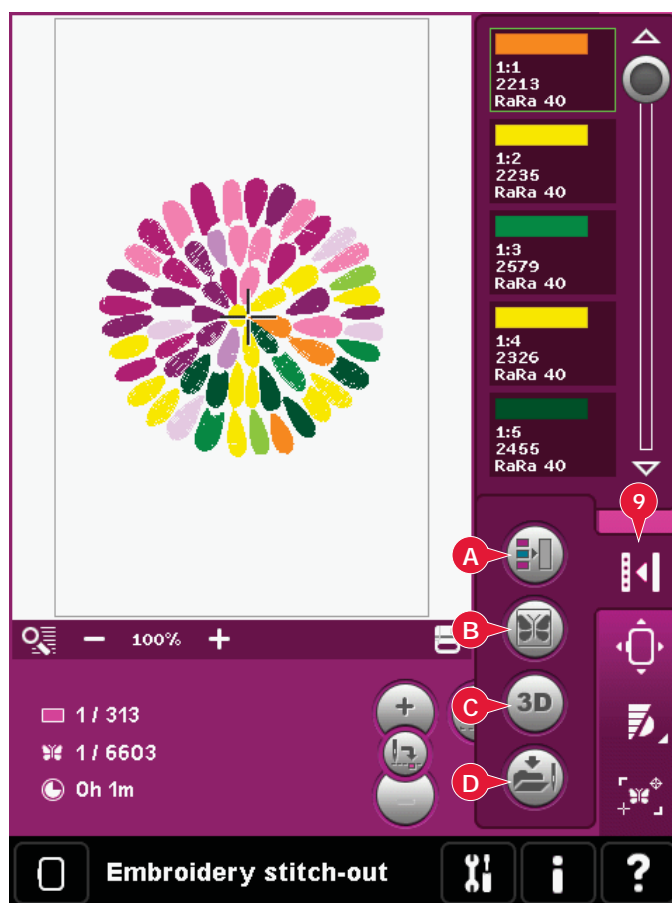 1:1
2213
RaRa 40
1:2
2235
RaRa 40
1:3
2579
RaRa 40
1:4
2326
RaRa 40
1:5
2455
RaRa 40
9
A
B
C
3D
D
100%
1 / 313
1 / 6603
0h 1m
Embroidery stitch-out
i
?